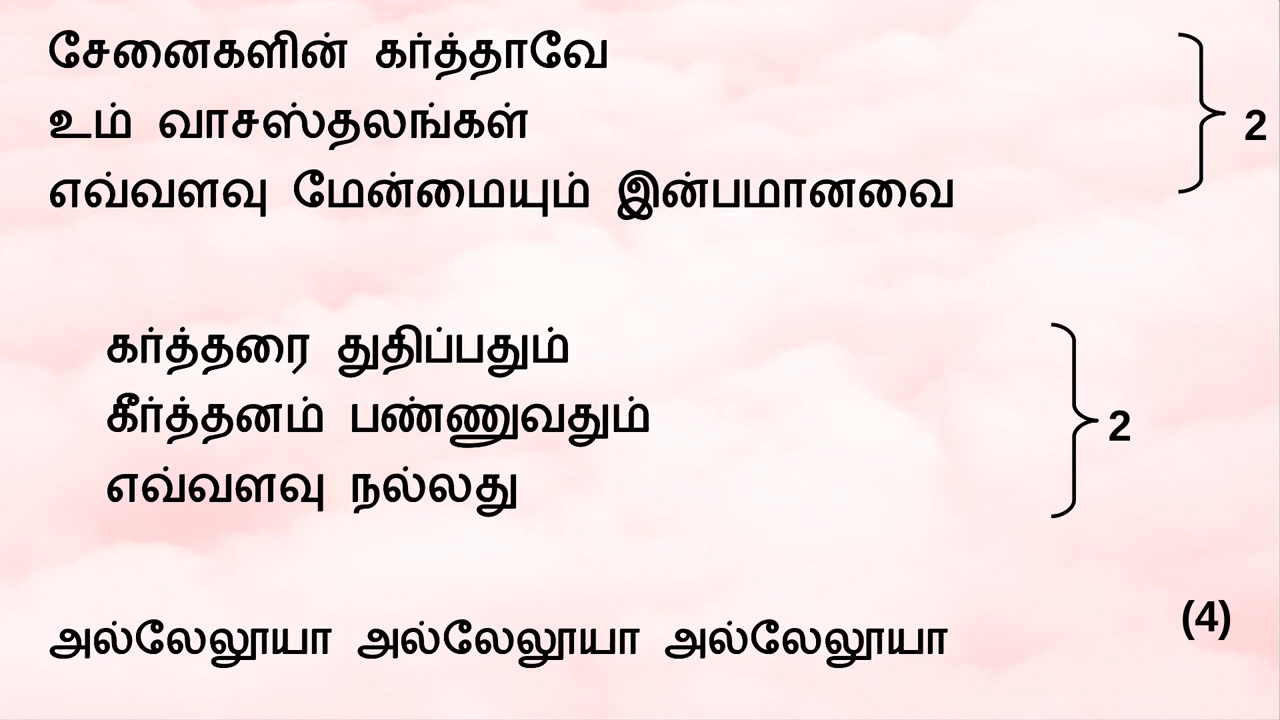 சேனைகளின் கர்த்தாவே
உம் வாசஸ்தலங்கள்
எவ்வளவு மேன்மையும் இன்பமானவை
2
கர்த்தரை துதிப்பதும்
கீர்த்தனம் பண்ணுவதும்
எவ்வளவு நல்லது
2
அல்லேலூயா அல்லேலூயா அல்லேலூயா (4)